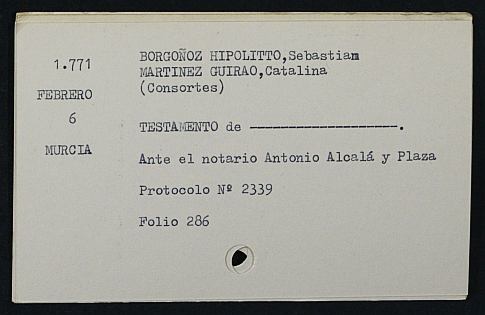 1.771
FEBRERO
6
MURCIA
BORGOÑOZ HIPOLITTO,Sebastian
MARTINEZ GUIRAO,Catalina
(Consortes)
TESTAMENTO de -------------------.
Ante el notario Antonio Alcalá y Plaza
Protocolo Nº 2339
Folio 286